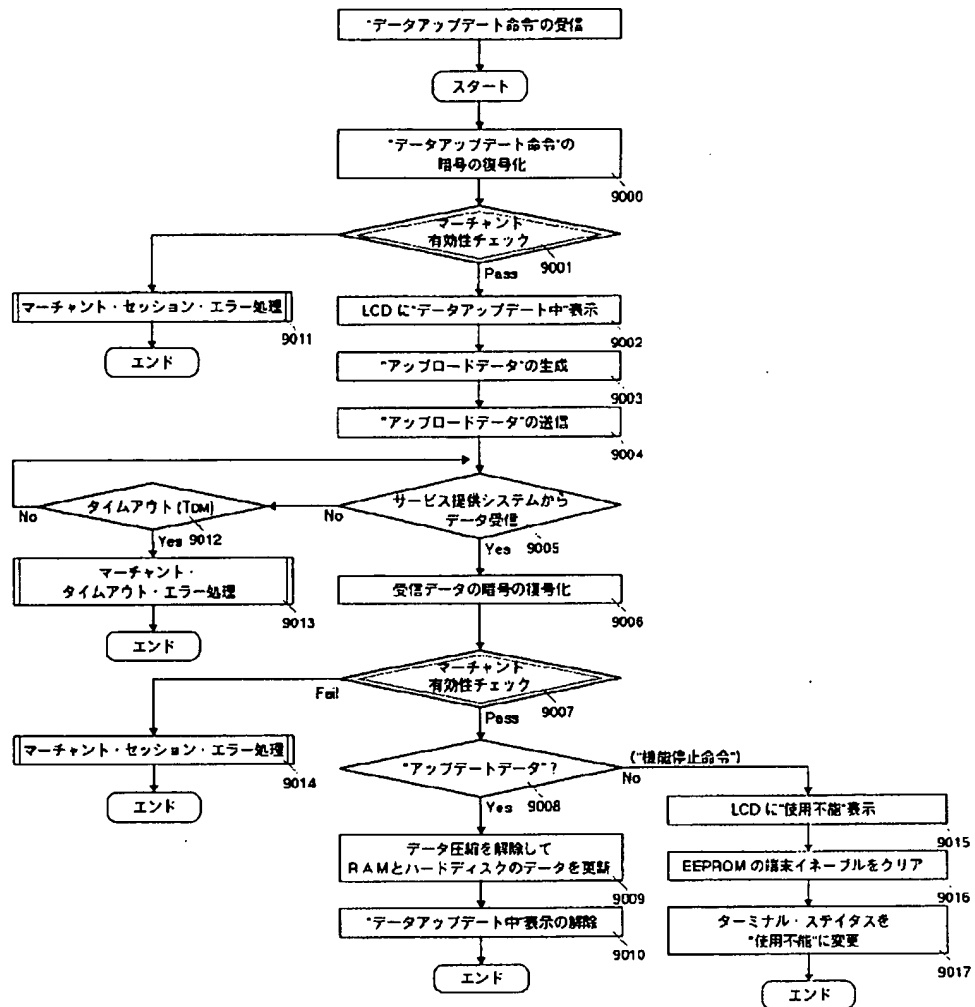 "データアップデート命令"の受信
スタート
"データアップデート命令"の
暗号の復号化
9000
マーチャント
有効性チェック
9001
Pass
マーチャント・セッション・エラー処理
9011
エンド
LCDに"データアップデート中"表示
9002
"アップロードデータ"の生成
9003
"アップロードデータ"の送信
9004
サービス提供システムから
データ受信
9005
No
Yes
タイムアウト(TDM)
9012
No
Yes
マーチャント・
タイムアウト・エラー処理
9013
エンド
受信データの暗号の復号化
9006
マーチャント
有効性チェック
9007
Fail
Pass
マーチャント・セッション・エラー処理
9014
エンド
"アップデートデータ"?
9008
("機能停止命令")
No
Yes
LCDに"使用不能"表示
9015
データ圧縮を解除して
RAMとハードディスクのデータを更新
9009
EEPROMの端末イネーブルをクリア
9016
"データアップデート中"表示の解除
9010
ターミナル・ステイタスを
"使用不能"に変更
9017
エンド
エンド